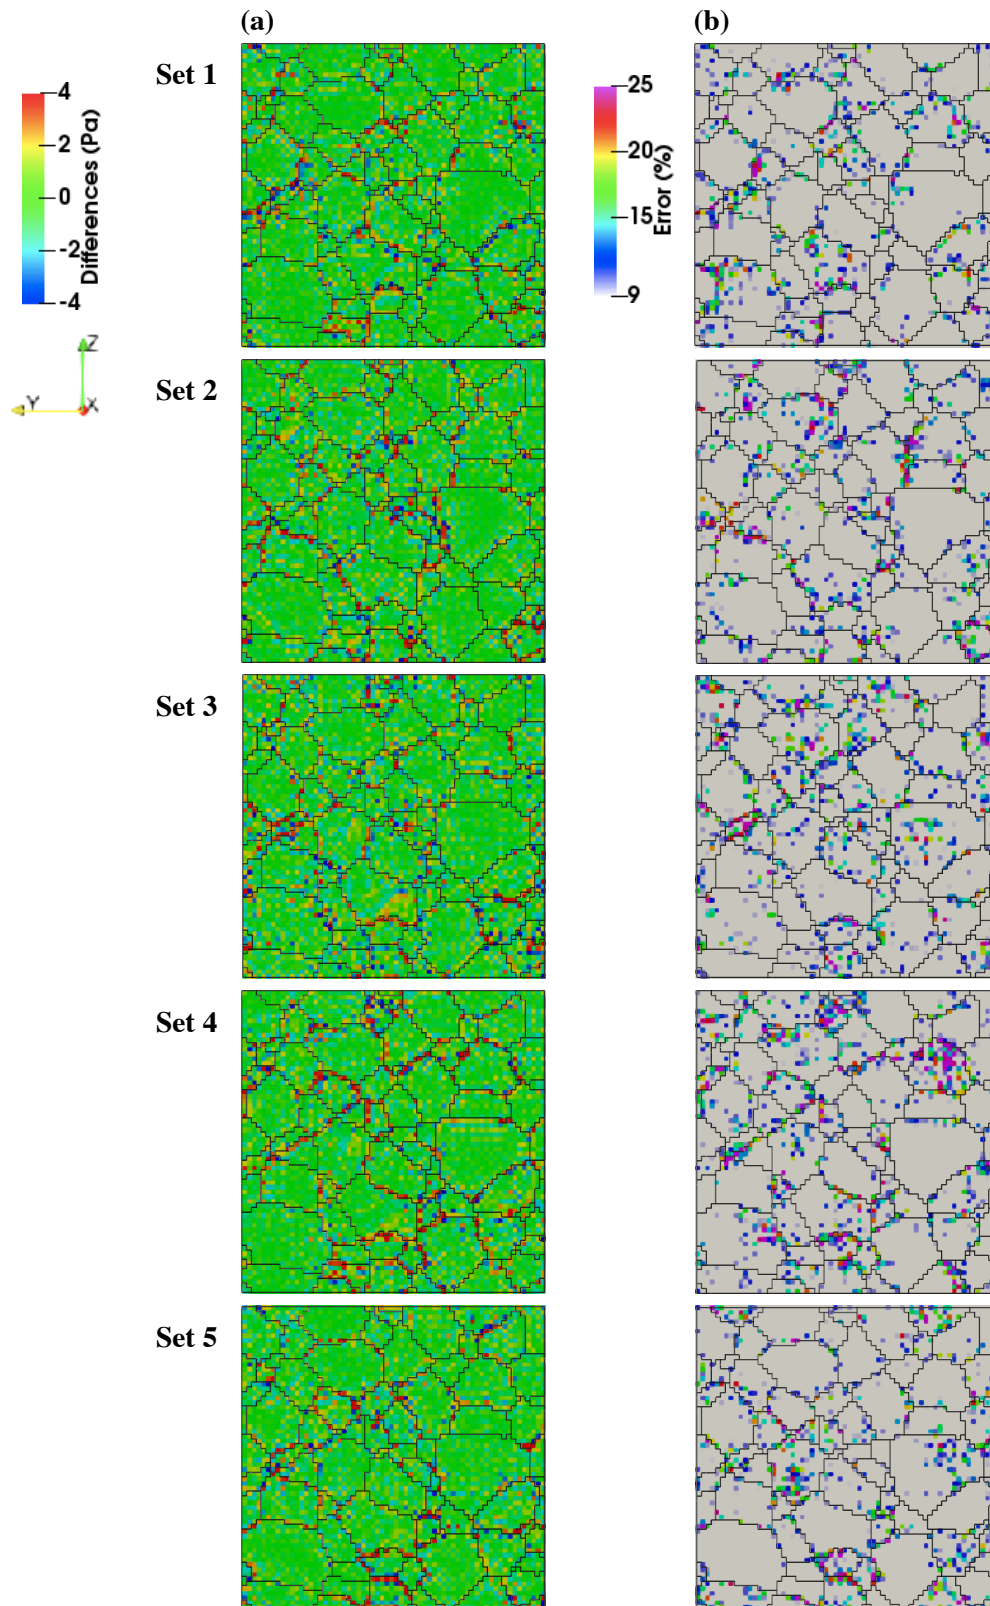 (a) (b)
Set 1
4
2
0
-2
-4
Differences (Pa)
25
20
15
9
Error (%)
Z
Y
X
Set 2
Set 3
Set 4
Set 5